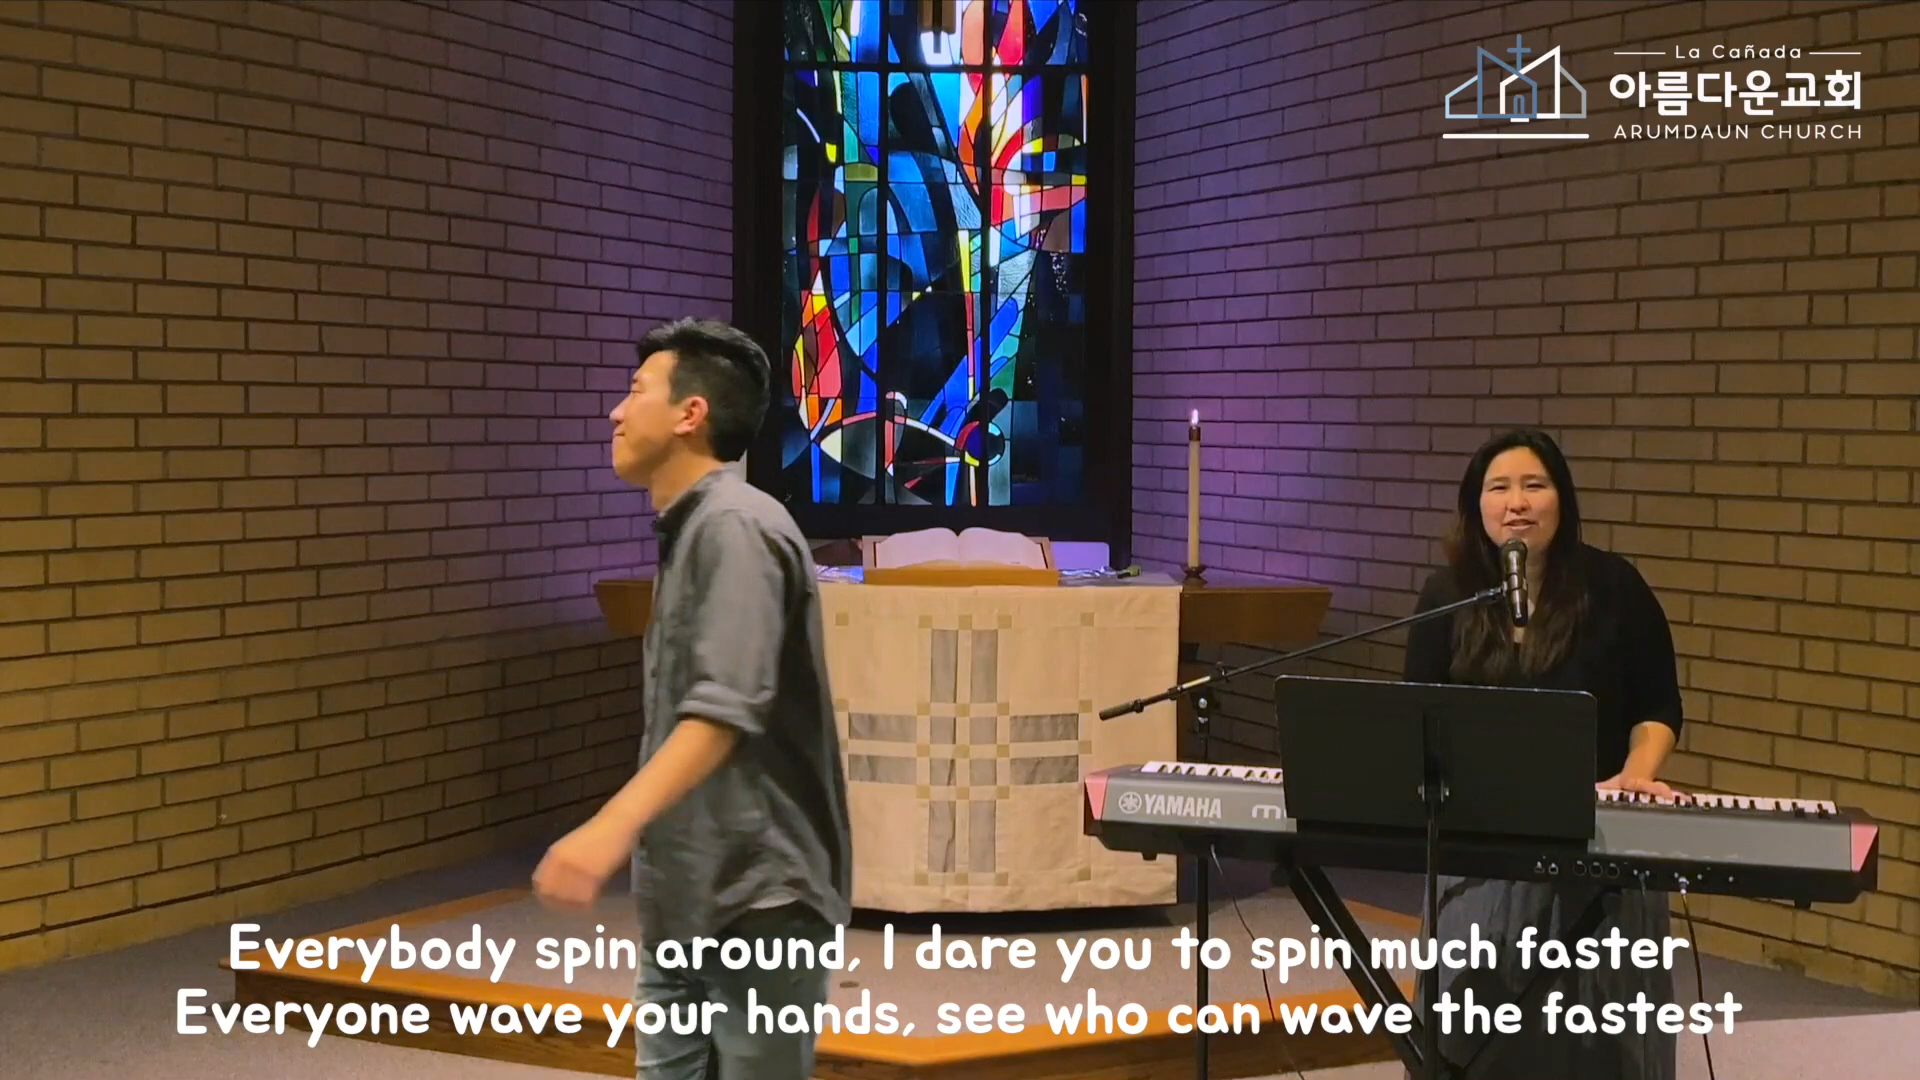 La Cañada
아름다운교회
ARUMDAUN CHURCH
YAMAHA
Everybody spin around, I dare you to spin much faster
Everyone wave your hands, see who can wave the fastest